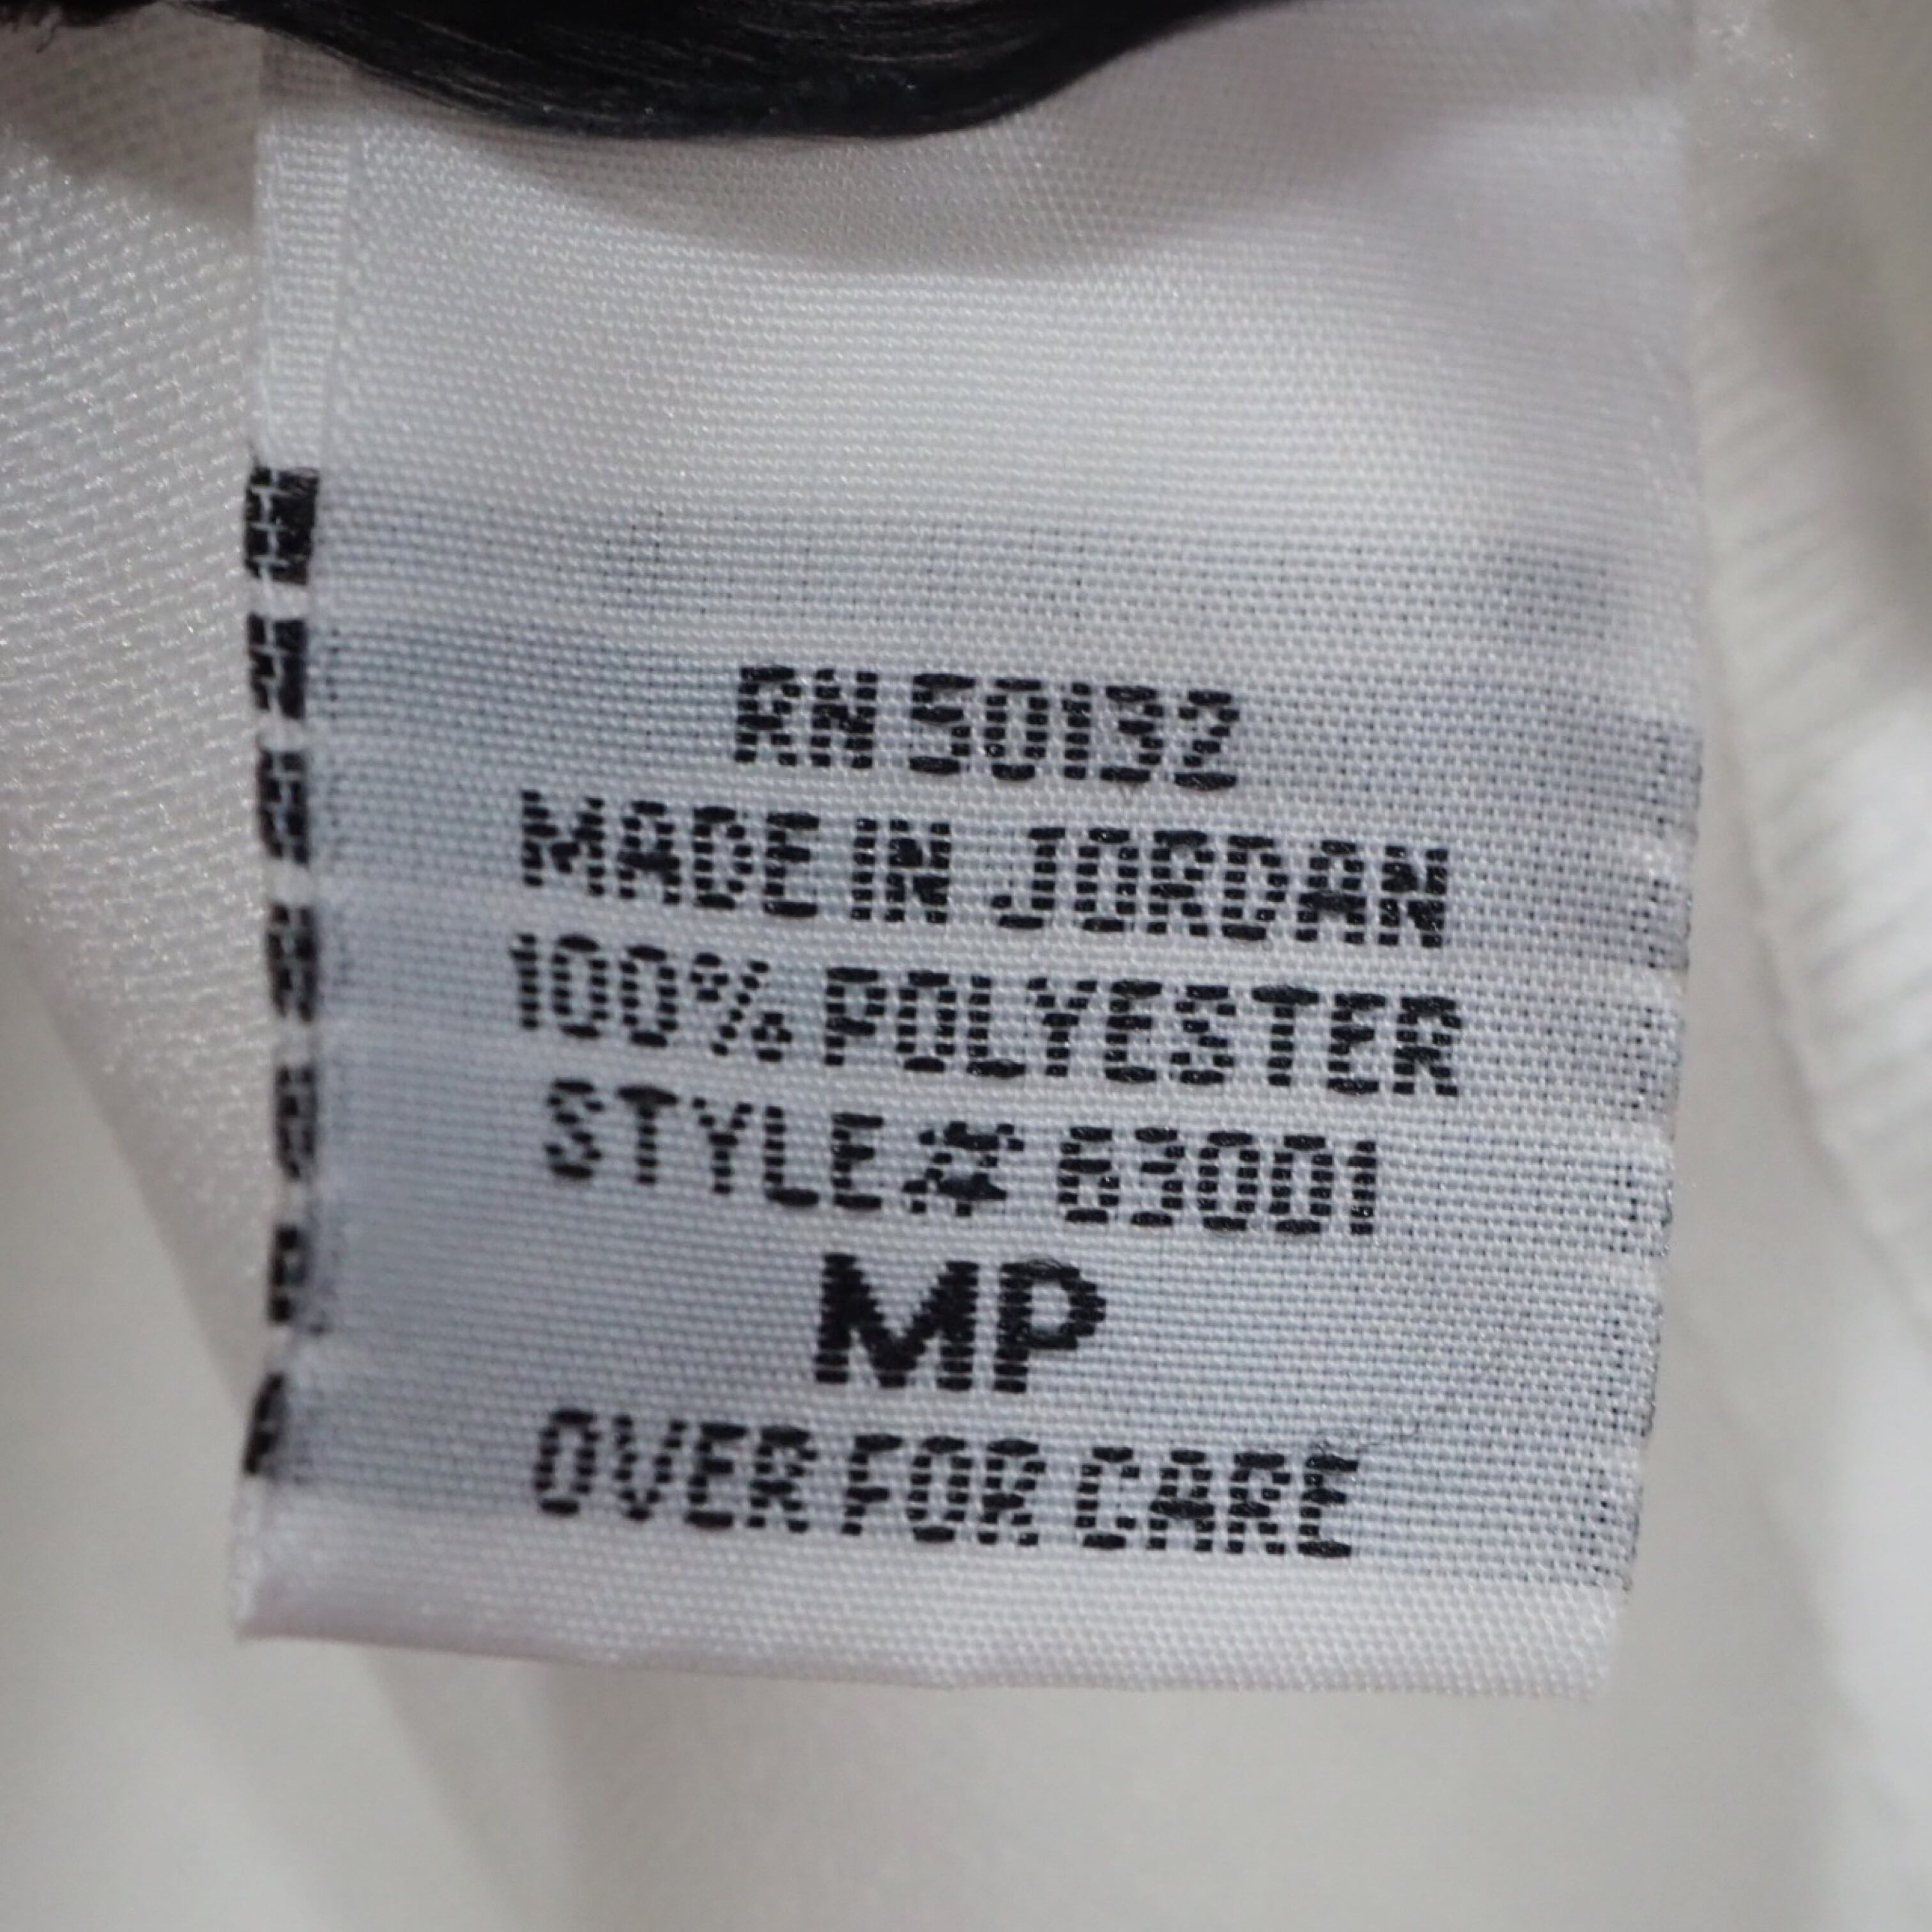 RN 50132
MADE IN JORDAN
100% POLYESTER
STYLE# 63001
MP
OVER FOR CARE